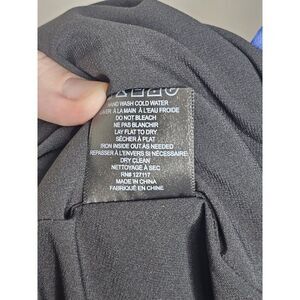 HAND WASH COLD WATER
LAVER À LA MAIN À L'EAU FROIDE
DO NOT BLEACH
NE PAS BLANCHIR
LAY FLAT TO DRY
SÉCHER À PLAT
IRON INSIDE OUT AS NEEDED
REPASSER À L'ENVERS SI NÉCESSAIRE
DRY CLEAN
NETTOYAGE À SEC
RN# 127117
MADE IN CHINA
FABRIQUÉ EN CHINE